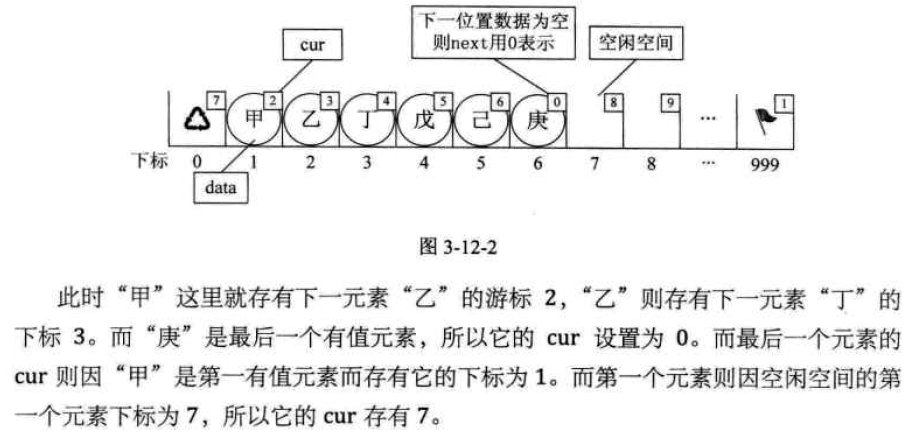 下一位置数据为空
则next用0表示
cur
空闲空间
7 2 3 4 5 6 0 8 9 1
甲 乙 丁 戊 己 庚 …
下标 0 1 2 3 4 5 6 7 8 … 999
data
图 3-12-2
此时“甲”这里就存有下一元素“乙”的游标 2，“乙”则存有下一元素“丁”的
下标 3。而“庚”是最后一个有值元素，所以它的 cur 设置为 0。而最后一个元素的
cur 则因“甲”是第一有值元素而存有它的下标为 1。而第一个元素则因空闲空间的第
一个元素下标为 7，所以它的 cur 存有 7。